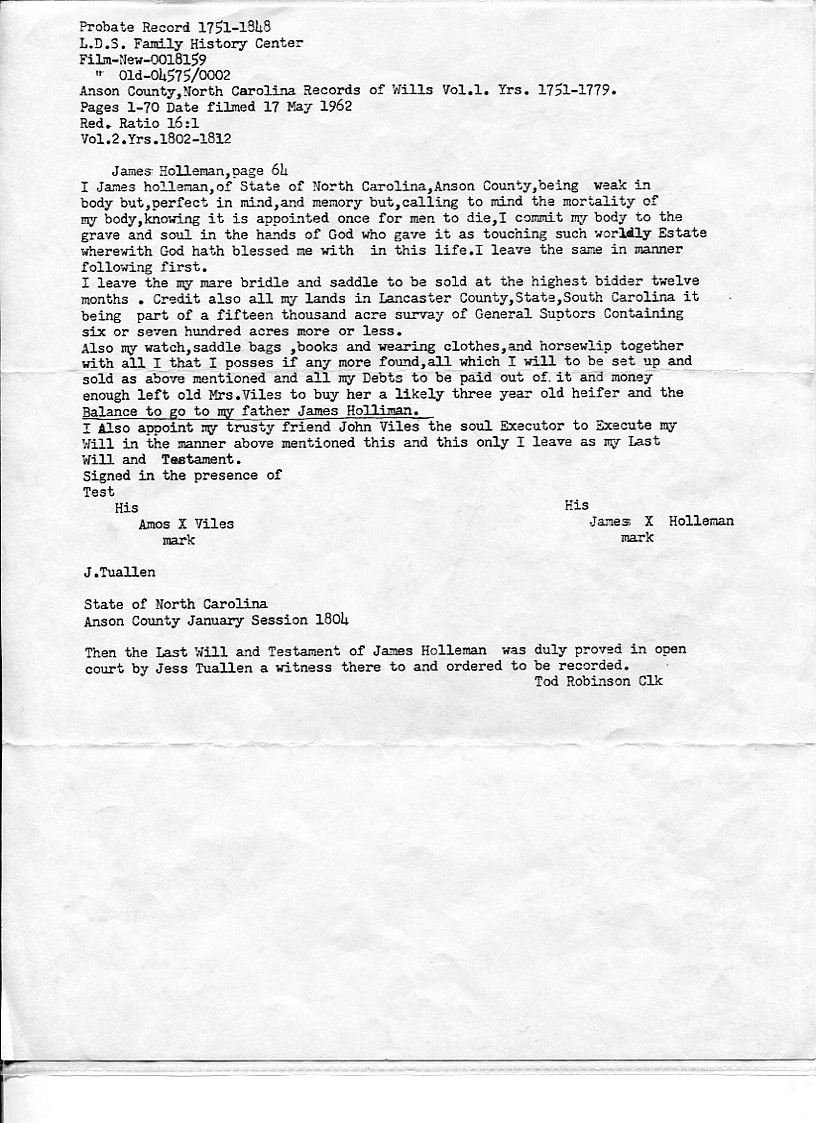 Probate Record 1751-1848
L.D.S. Family History Center
Film-New-0018159
" Old-04575/0002
Anson County,North Carolina Records of Wills Vol.1. Yrs. 1751-1779.
Pages 1-70 Date filmed 17 May 1962
Red. Ratio 16:1
Vol.2.Yrs.1802-1812
James Holleman,page 64
I James holleman,of State of North Carolina,Anson County,being weak in
body but,perfect in mind,and memory but,calling to mind the mortality of
my body,knowing it is appointed once for men to die,I commit my body to the
grave and soul in the hands of God who gave it as touching such worldly Estate
wherewith God hath blessed me with in this life.I leave the same in manner
following first.
I leave the my mare bridle and saddle to be sold at the highest bidder twelve
months . Credit also all my lands in Lancaster County,State,South Carolina it
being part of a fifteen thousand acre survay of General Suptors Containing
six or seven hundred acres more or less.
Also my watch,saddle bags ,books and wearing clothes,and horsewlip together
with all I that I posses if any more found,all which I will to be set up and
sold as above mentioned and all my Debts to be paid out of. it and money
enough left old Mrs.Viles to buy her a likely three year old heifer and the
Balance to go to my father James Holliman.
I Also appoint my trusty friend John Viles the soul Executor to Execute my
Will in the manner above mentioned this and this only I leave as my Last
Will and Testament.
Signed in the presence of
Test
His His
Amos X Viles James X Holleman
mark mark
J.Tuallen
State of North Carolina
Anson County January Session 1804
Then the Last Will and Testament of James Holleman was duly proved in open
court by Jess Tuallen a witness there to and ordered to be recorded.
Tod Robinson Clk